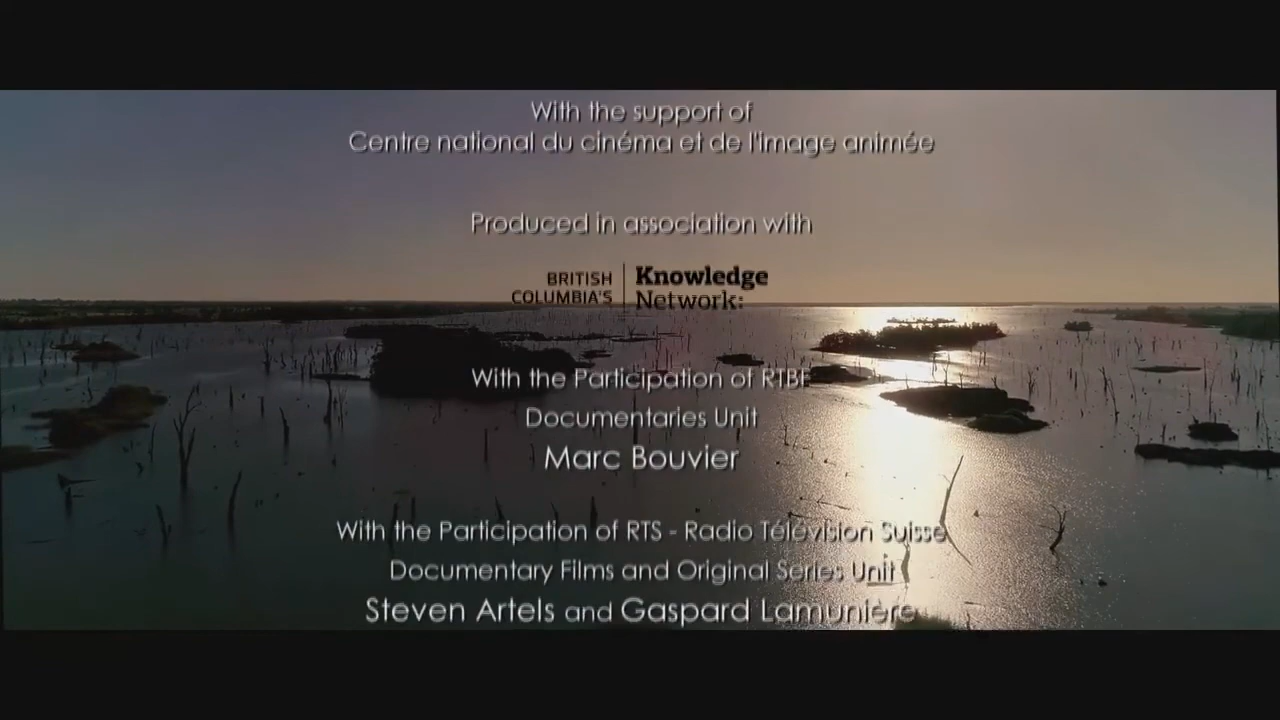 With the support of
Centre national du cinéma et de l'image animée
Produced in association with
BRITISH COLUMBIA'S
Knowledge Network:
With the Participation of RTBF
Documentaries Unit
Marc Bouvier
With the Participation of RTS - Radio Télévision Suisse
Documentary Films and Original Series Unit
Steven Artels and Gaspard Lamunière